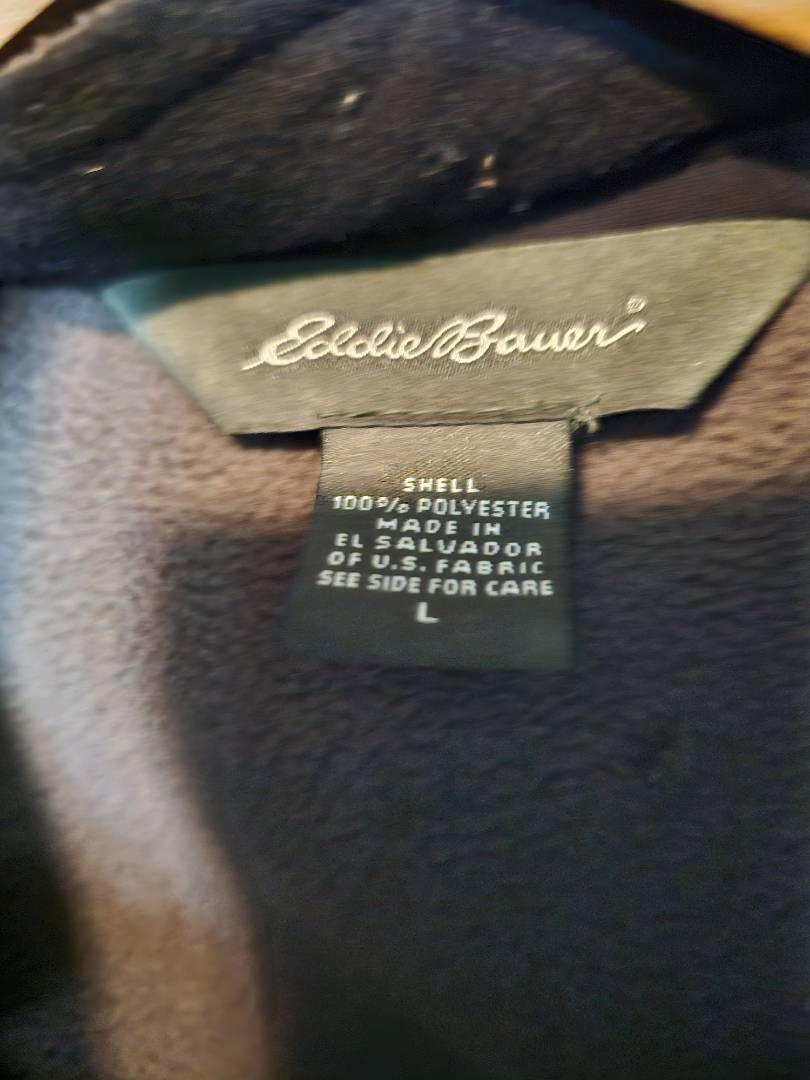 Eddie Bauer®
SHELL
100% POLYESTER
MADE IN
EL SALVADOR
OF U.S. FABRIC
SEE SIDE FOR CARE
L